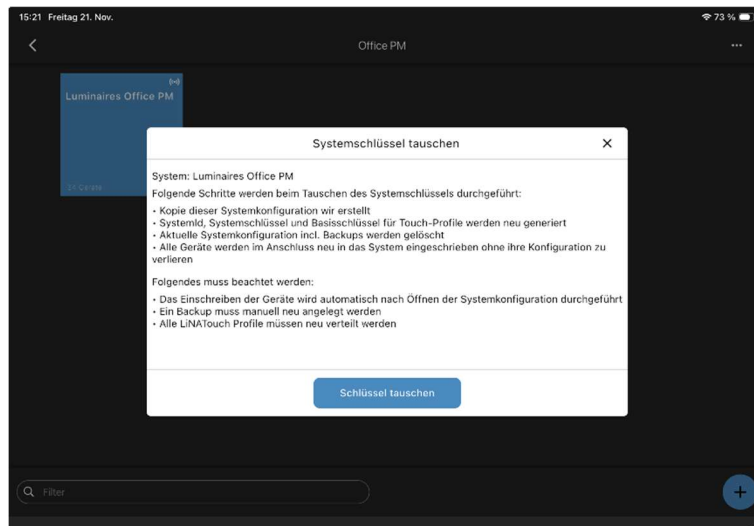 15:21 Freitag 21. Nov.
73 %
Office PM
Luminaires Office PM
Systemschlüssel tauschen
System: Luminaires Office PM
Folgende Schritte werden beim Tauschen des Systemschlüssels durchgeführt:
• Kopie dieser Systemkonfiguration wir erstellt
• SystemId, Systemschlüssel und Basisschlüssel für Touch-Profile werden neu generiert
• Aktuelle Systemkonfiguration incl. Backups werden gelöscht
• Alle Geräte werden im Anschluss neu in das System eingeschrieben ohne ihre Konfiguration zu
verlieren
Folgendes muss beachtet werden:
• Das Einschreiben der Geräte wird automatisch nach Öffnen der Systemkonfiguration durchgeführt
• Ein Backup muss manuell neu angelegt werden
• Alle LiNATouch Profile müssen neu verteilt werden
Schlüssel tauschen
Geräte
Filter